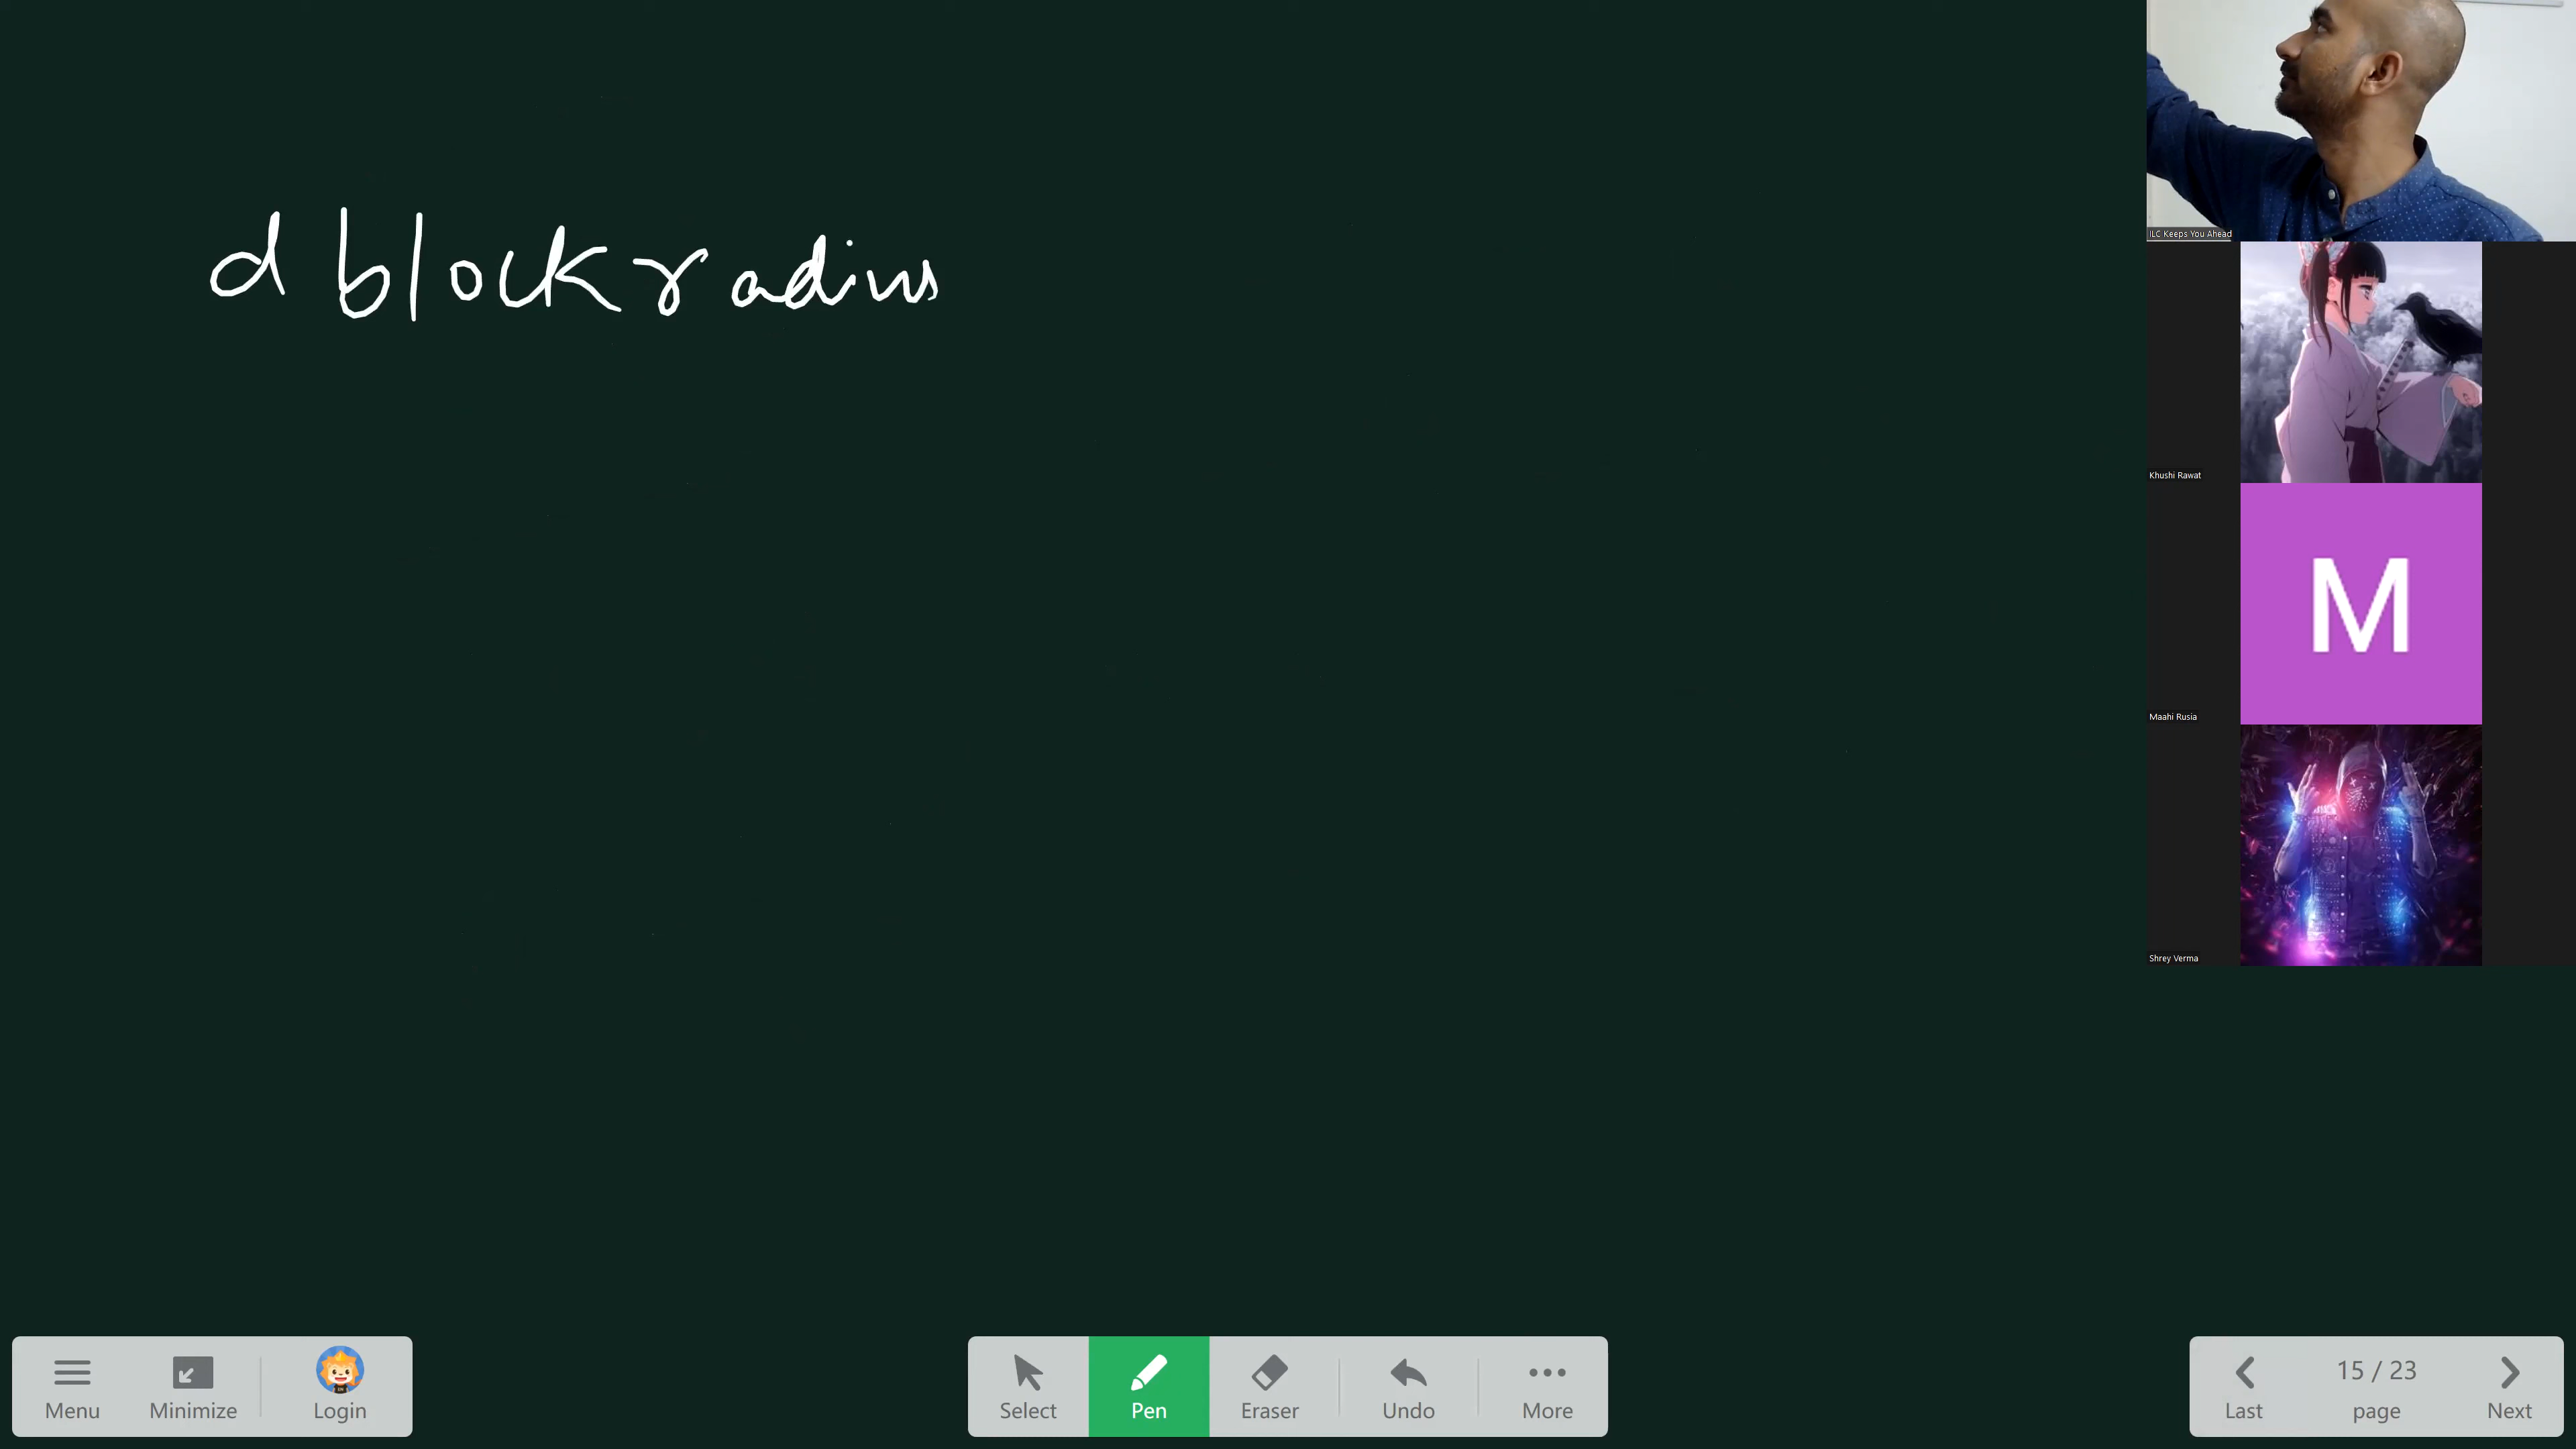 d block radius
ILC Keeps You Ahead
Khushi Rawat
M
Maahi Rusia
Shrey Verma
Menu Minimize Login
Select Pen Eraser Undo More
15 / 23
Last page Next